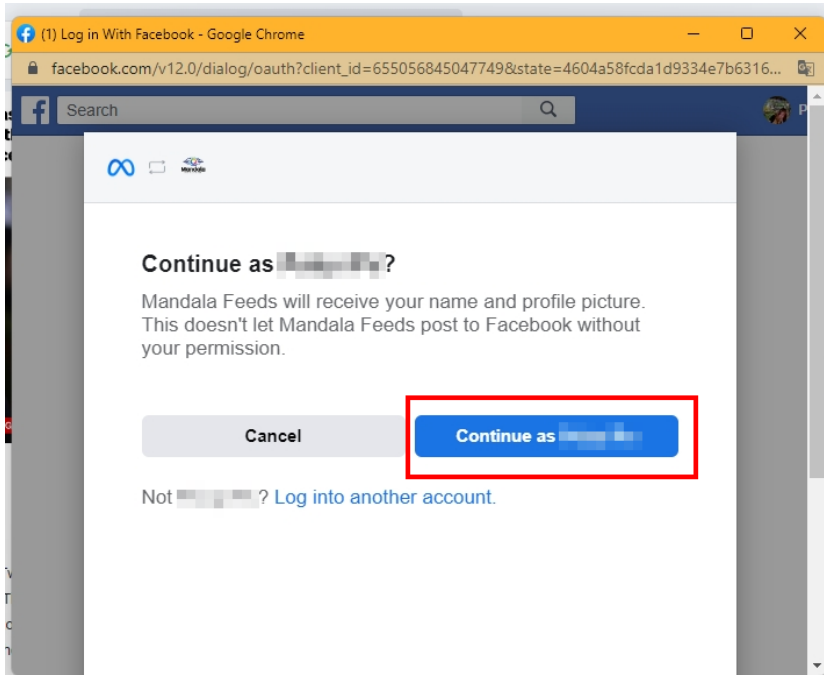 (1) Log in With Facebook - Google Chrome
facebook.com/v12.0/dialog/oauth?client_id=655056845047749&state=4604a58fcda1d9334e7b6316...
f Search P
Mandala
Continue as ?
Mandala Feeds will receive your name and profile picture.
This doesn't let Mandala Feeds post to Facebook without
your permission.
Cancel Continue as
Not ? Log into another account.